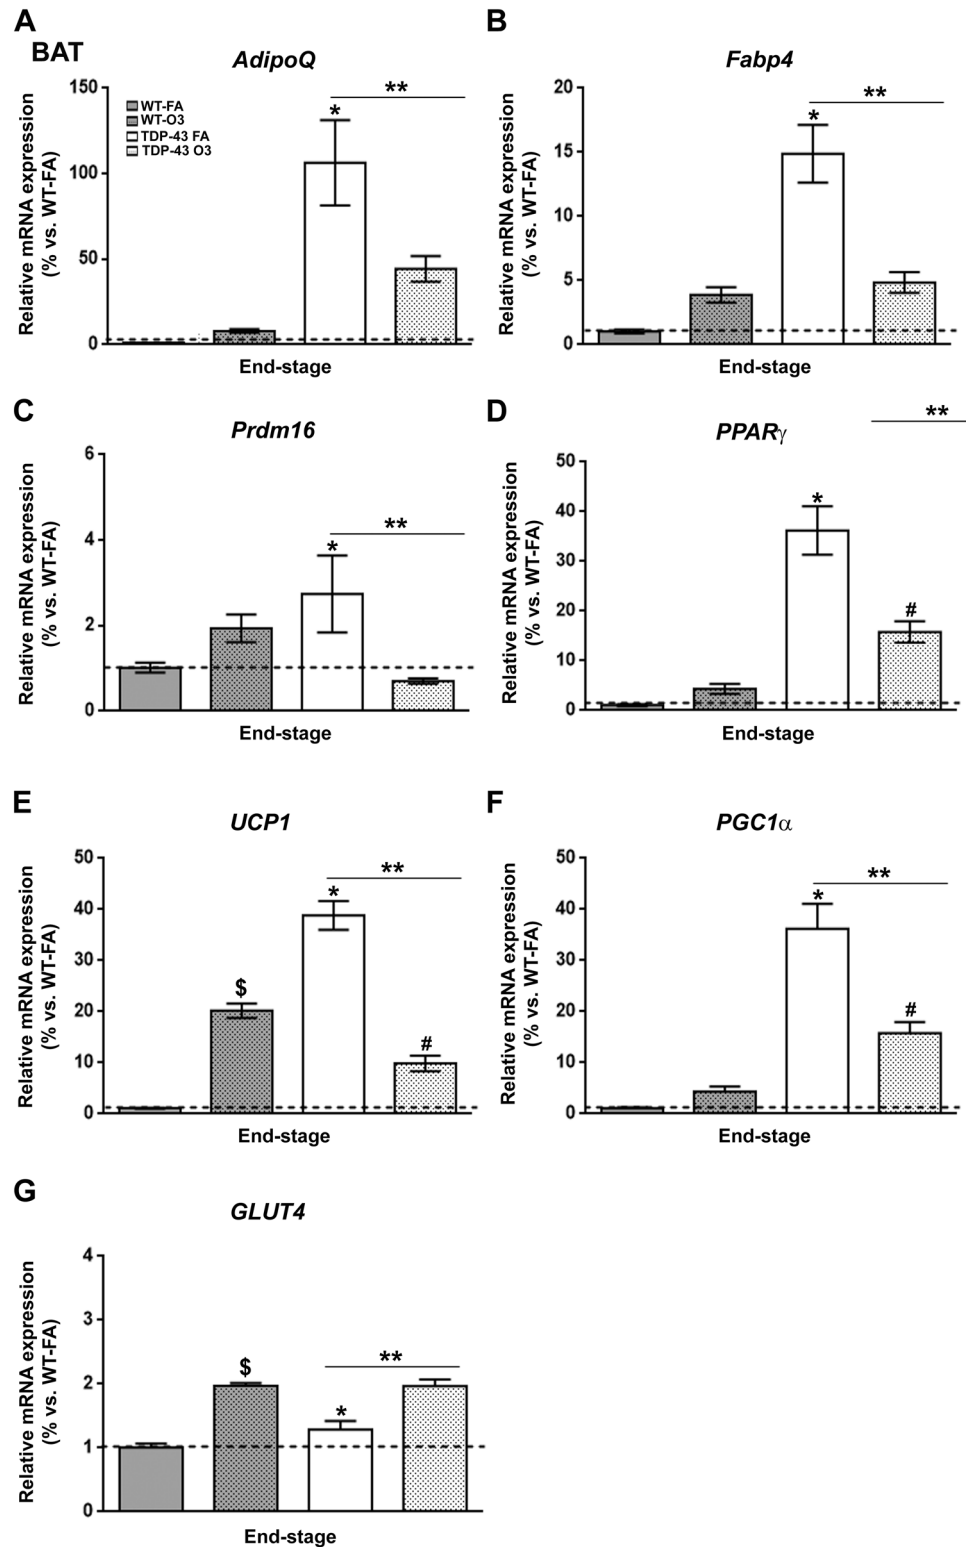 A
BAT
AdipoQ
Relative mRNA expression
(% vs. WT-FA)
150
100
50
0
WT-FA
WT-O3
TDP-43 FA
TDP-43 O3
*
**
End-stage
B
Fabp4
Relative mRNA expression
(% vs. WT-FA)
20
15
10
5
0
*
**
End-stage
C
Prdm16
Relative mRNA expression
(% vs. WT-FA)
6
4
2
0
*
**
End-stage
D
PPARγ
**
Relative mRNA expression
(% vs. WT-FA)
50
40
30
20
10
0
*
#
End-stage
E
UCP1
Relative mRNA expression
(% vs. WT-FA)
50
40
30
20
10
0
$
*
**
#
End-stage
F
PGC1α
Relative mRNA expression
(% vs. WT-FA)
50
40
30
20
10
0
*
**
#
End-stage
G
GLUT4
Relative mRNA expression
(% vs. WT-FA)
4
3
2
1
0
$
*
**
End-stage